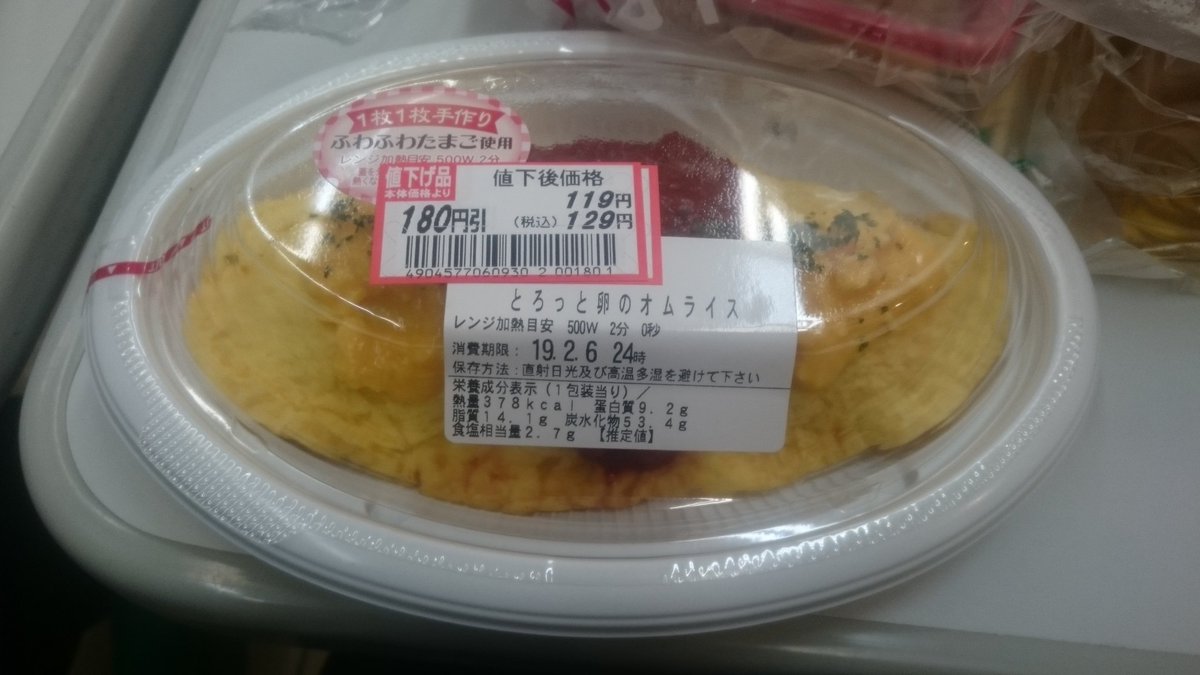 1枚1枚手作り
ふわふわたまご使用
レンジ加熱目安 500W 2分
値下げ品
本体価格より
180円引
値下後価格
119円
(税込) 129円
4904577060930 2 00180 1
とろっと卵のオムライス
レンジ加熱目安 500W 2分 0秒
消費期限: 19.2.6 24時
保存方法:直射日光及び高温多湿を避けて下さい
栄養成分表示(1包装当り)/
熱量378kcal 蛋白質9.2g
脂質14.1g 炭水化物53.4g
食塩相当量2.7g 【推定値】